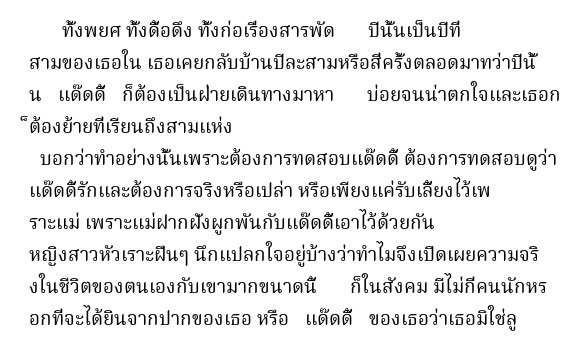 ทั้งพยศ ทั้งดื้อดึง ทั้งก่อเรื่องสารพัด ปีนั้นเป็นปีที่
สามของเธอใน เธอเคยกลับบ้านปีละสามหรือสี่ครั้งตลอดมาทว่าปีนั้
น แด๊ดดี้ ก็ต้องเป็นฝ่ายเดินทางมาหา บ่อยจนน่าตกใจและเธอก
็ต้องย้ายที่เรียนถึงสามแห่ง
บอกว่าทำอย่างนั้นเพราะต้องการทดสอบแด๊ดดี้ ต้องการทดสอบดูว่า
แด๊ดดี้รักและต้องการจริงหรือเปล่า หรือเพียงแค่รับเลี้ยงไว้เพ
ราะแม่ เพราะแม่ฝากฝังผูกพันกับแด๊ดดี้เอาไว้ด้วยกัน
หญิงสาวหัวเราะฝืนๆ นึกแปลกใจอยู่บ้างว่าทำไมจึงเปิดเผยความจริ
งในชีวิตของตนเองกับเขามากขนาดนี้ ก็ในสังคม มีไม่กี่คนนักหร
อกที่จะได้ยินจากปากของเธอ หรือ แด๊ดดี้ ของเธอว่าเธอมิใช่ลู